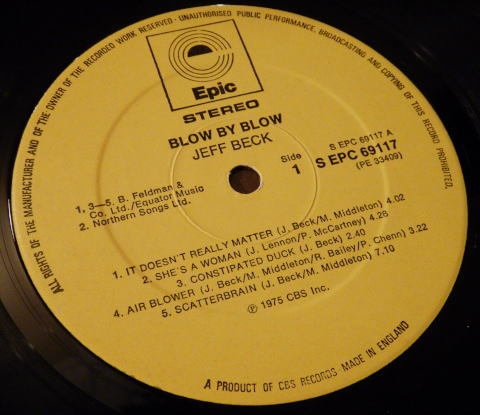 ALL RIGHTS OF THE MANUFACTURER AND OF THE OWNER OF THE RECORDED WORK RESERVED · UNAUTHORISED PUBLIC PERFORMANCE, BROADCASTING AND COPYING OF THIS RECORD PROHIBITED.
Epic
STEREO
BLOW BY BLOW
JEFF BECK
S EPC 69117 A
Side
1
S EPC 69117
(PE 33409)
1, 3—5. B. Feldman &
Co. Ltd./Equator Music
2. Northern Songs Ltd.
1. IT DOESN'T REALLY MATTER (J. Beck/M. Middleton) 4.02
2. SHE'S A WOMAN (J. Lennon/P. McCartney) 4.28
3. CONSTIPATED DUCK (J. Beck) 2.40
4. AIR BLOWER (J. Beck/M. Middleton/R. Bailey/P. Chenn) 3.22
5. SCATTERBRAIN (J. Beck/M. Middleton) 7.10
℗ 1975 CBS Inc.
A PRODUCT OF CBS RECORDS MADE IN ENGLAND